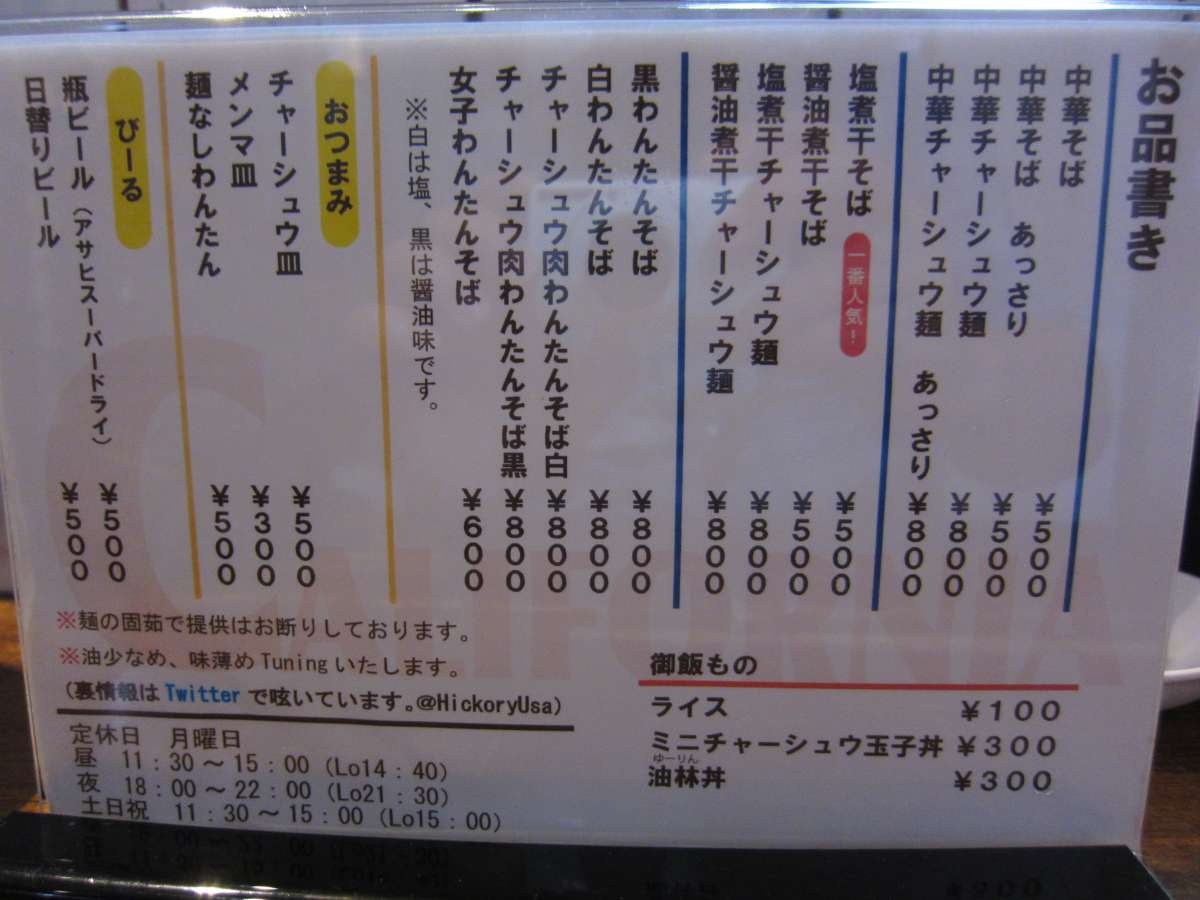 お品書き
中華そば ￥５００
中華そば あっさり ￥５００
中華チャーシュウ麺 ￥８００
中華チャーシュウ麺 あっさり ￥８００
塩煮干そば 一番人気！ ￥５００
醤油煮干そば ￥５００
塩煮干チャーシュウ麺 ￥８００
醤油煮干チャーシュウ麺 ￥８００
黒わんたんそば ￥８００
白わんたんそば ￥８００
チャーシュウ肉わんたんそば白 ￥８００
チャーシュウ肉わんたんそば黒 ￥８００
女子わんたんそば ￥６００
※白は塩、黒は醤油味です。
おつまみ
チャーシュウ皿 ￥５００
メンマ皿 ￥３００
麺なしわんたん ￥５００
びーる
瓶ビール（アサヒスーパードライ） ￥５００
日替りビール ￥５００
※麺の固茹で提供はお断りしております。
※油少なめ、味薄め Tuning いたします。
（裏情報は Twitter で呟いています。@HickoryUsa）
定休日 月曜日
昼 11：30～15：00（Lo14：40）
夜 18：00～22：00（Lo21：30）
土日祝 11：30～15：00（Lo15：00）
御飯もの
ライス ￥１００
ミニチャーシュウ玉子丼 ￥３００
ゆーりん
油林丼 ￥３００
CALIFORNIA